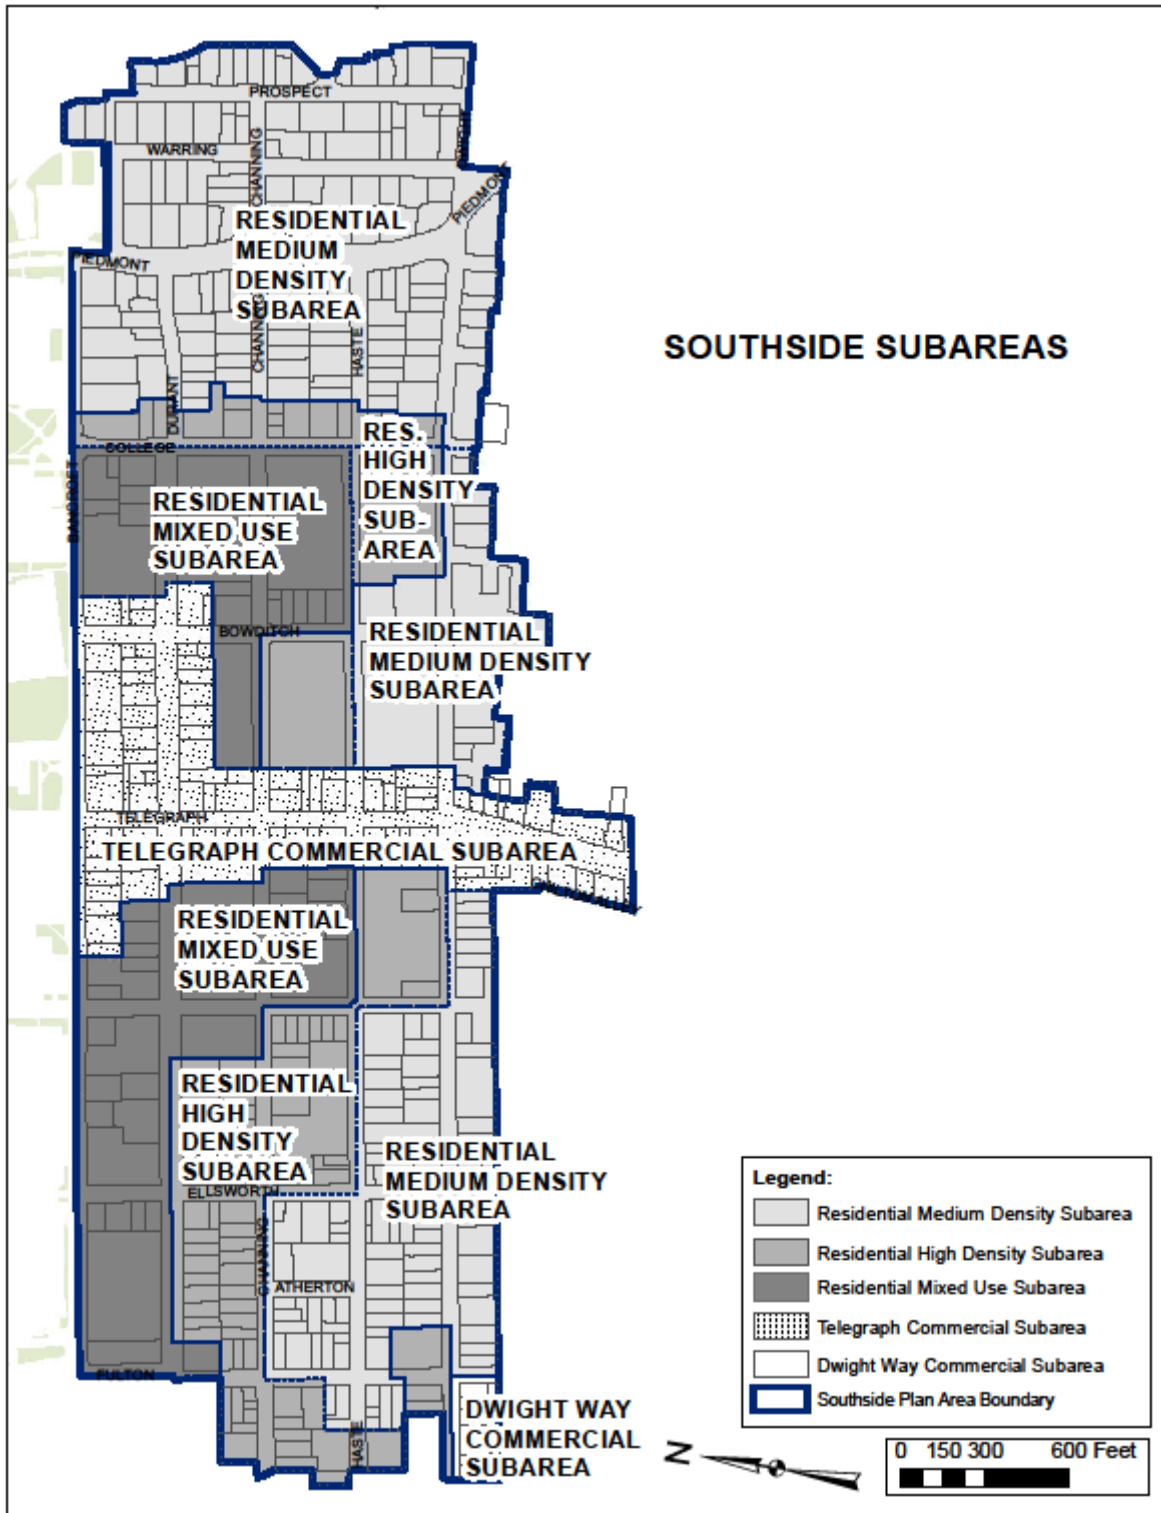 PROSPECT
WARRING
CHANNING
DWIGHT
PIEDMONT
RESIDENTIAL
MEDIUM
DENSITY
SUBAREA
PIEDMONT
CHANNING
HASTE
DURANT
SOUTHSIDE SUBAREAS
COLLEGE
BANCROFT
RES.
HIGH
DENSITY
SUB-
AREA
RESIDENTIAL
MIXED USE
SUBAREA
BOWDITCH
RESIDENTIAL
MEDIUM DENSITY
SUBAREA
TELEGRAPH
TELEGRAPH COMMERCIAL SUBAREA
CHILTON ALLEY
RESIDENTIAL
MIXED USE
SUBAREA
RESIDENTIAL
HIGH
DENSITY
SUBAREA
ELLSWORTH
RESIDENTIAL
MEDIUM DENSITY
SUBAREA
CHANNING
ATHERTON
FULTON
HASTE
DWIGHT WAY
COMMERCIAL
SUBAREA
Legend:
Residential Medium Density Subarea
Residential High Density Subarea
Residential Mixed Use Subarea
Telegraph Commercial Subarea
Dwight Way Commercial Subarea
Southside Plan Area Boundary
N
0 150 300 600 Feet